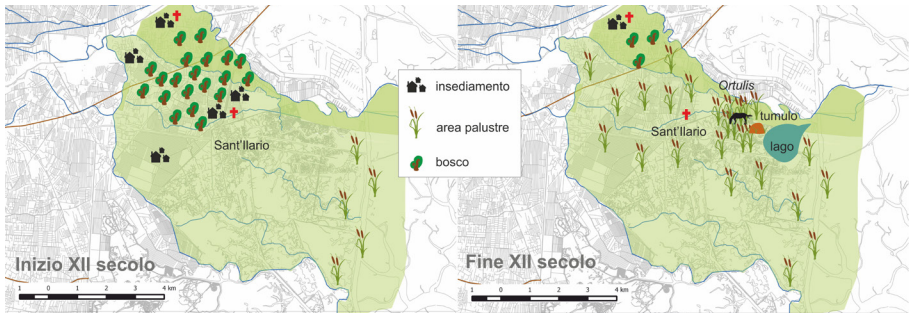 Sant'Ilario
Inizio XII secolo
1 0 1 2 3 4 km
insediamento
area palustre
bosco
Ortulis
tumulo
Sant'Ilario
lago
Fine XII secolo
1 0 1 2 3 4 km